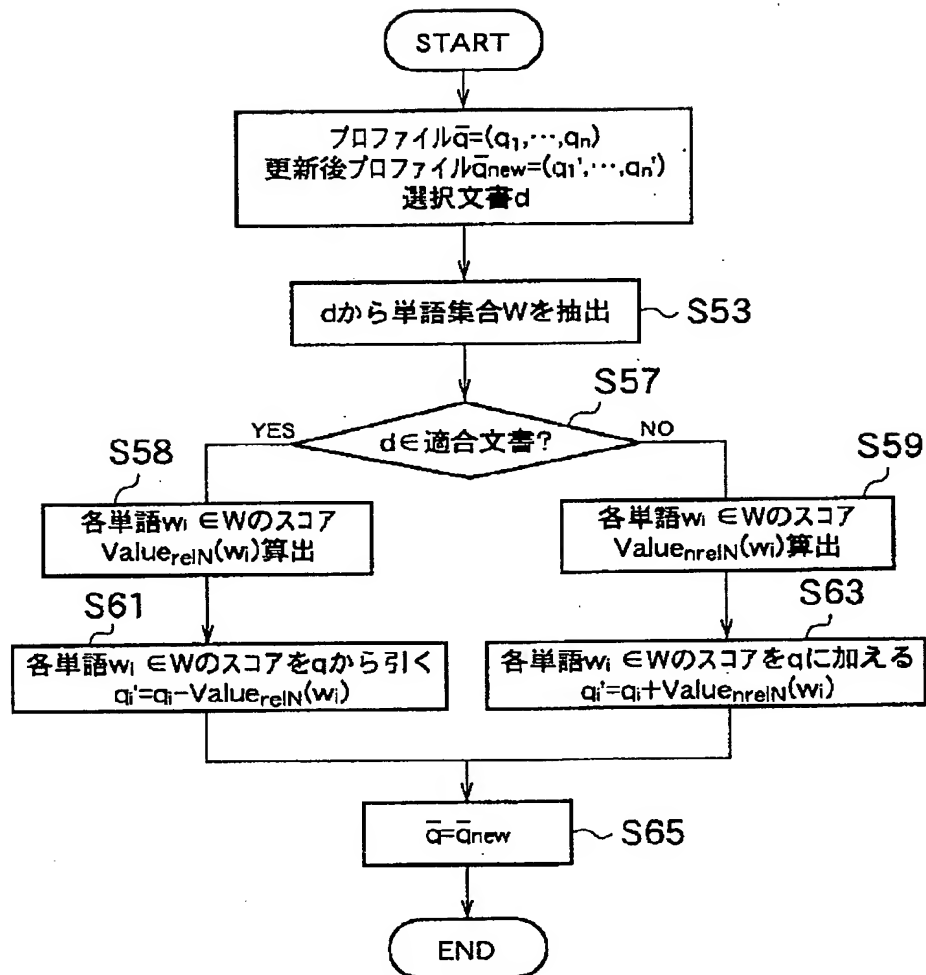 START
プロファイルq̄=(q₁,…,qₙ)
更新後プロファイルq̄new=(q₁',…,qₙ')
選択文書d
dから単語集合Wを抽出
S53
S57
YES
d∈適合文書?
NO
S58
各単語wᵢ∈Wのスコア
Value_relN(wᵢ)算出
S59
各単語wᵢ∈Wのスコア
Value_nrelN(wᵢ)算出
S61
各単語wᵢ∈Wのスコアをqから引く
qᵢ'=qᵢ-Value_relN(wᵢ)
S63
各単語wᵢ∈Wのスコアをqに加える
qᵢ'=qᵢ+Value_nrelN(wᵢ)
q̄=q̄new
S65
END